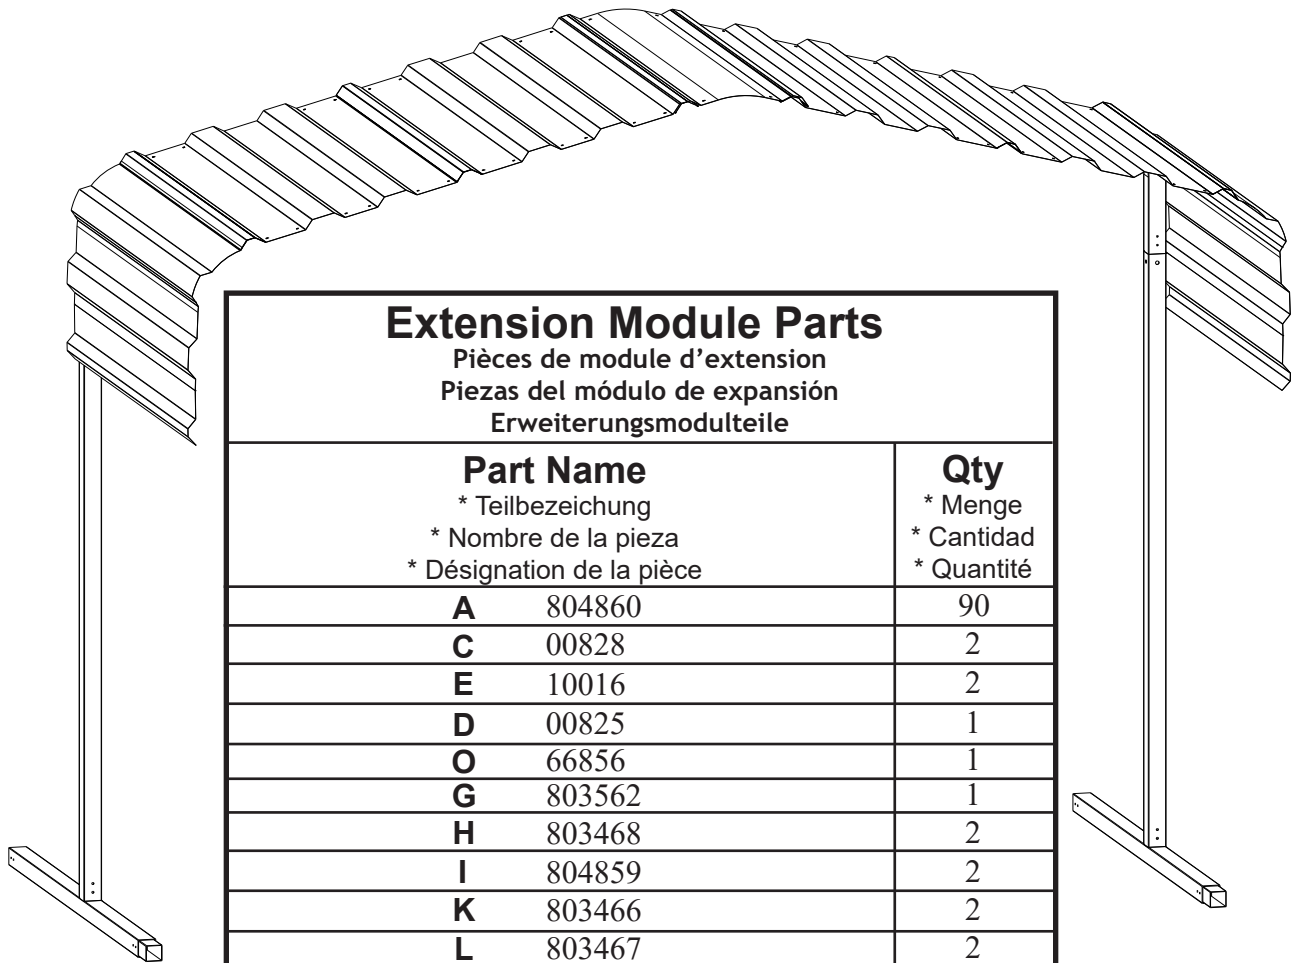 Extension Module Parts
Pièces de module d'extension
Piezas del módulo de expansión
Erweiterungsmodulteile
Part Name Qty
* Teilbezeichung * Menge
* Nombre de la pieza * Cantidad
* Désignation de la pièce * Quantité
A 804860 90
C 00828 2
E 10016 2
D 00825 1
O 66856 1
G 803562 1
H 803468 2
I 804859 2
K 803466 2
L 803467 2